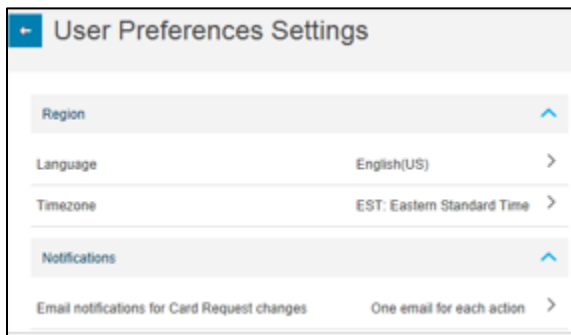 User Preferences Settings
Region
Language English(US)
Timezone EST: Eastern Standard Time
Notifications
Email notifications for Card Request changes One email for each action